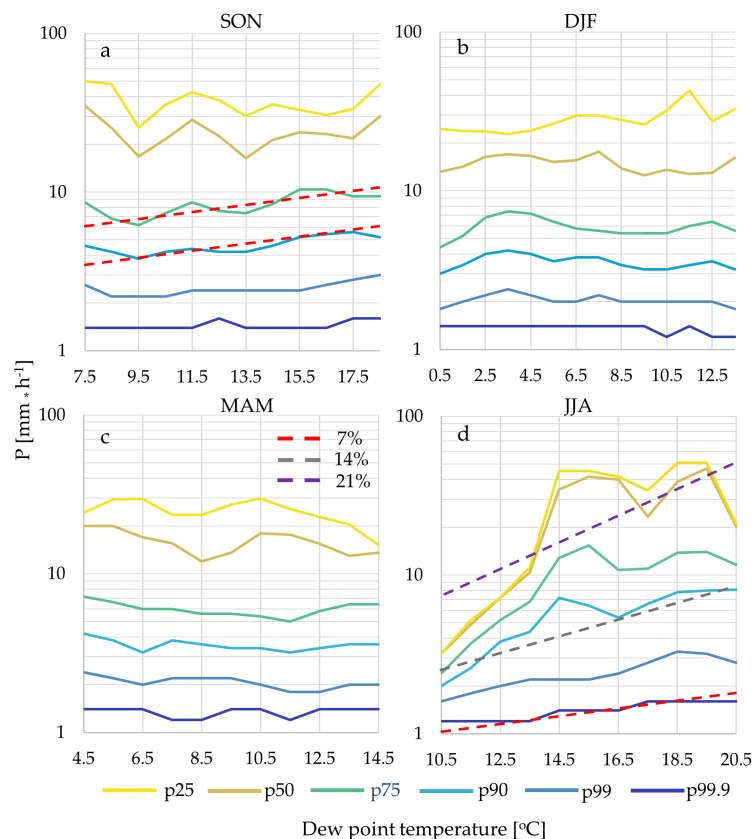 SON
DJF
100
10
1
a
7.5 9.5 11.5 13.5 15.5 17.5
100
10
1
b
0.5 2.5 4.5 6.5 8.5 10.5 12.5
P [mm * h⁻¹]
MAM
JJA
100
10
1
c
7%
14%
21%
4.5 6.5 8.5 10.5 12.5 14.5
100
10
1
d
10.5 12.5 14.5 16.5 18.5 20.5
p25 p50 p75 p90 p99 p99.9
Dew point temperature [ºC]